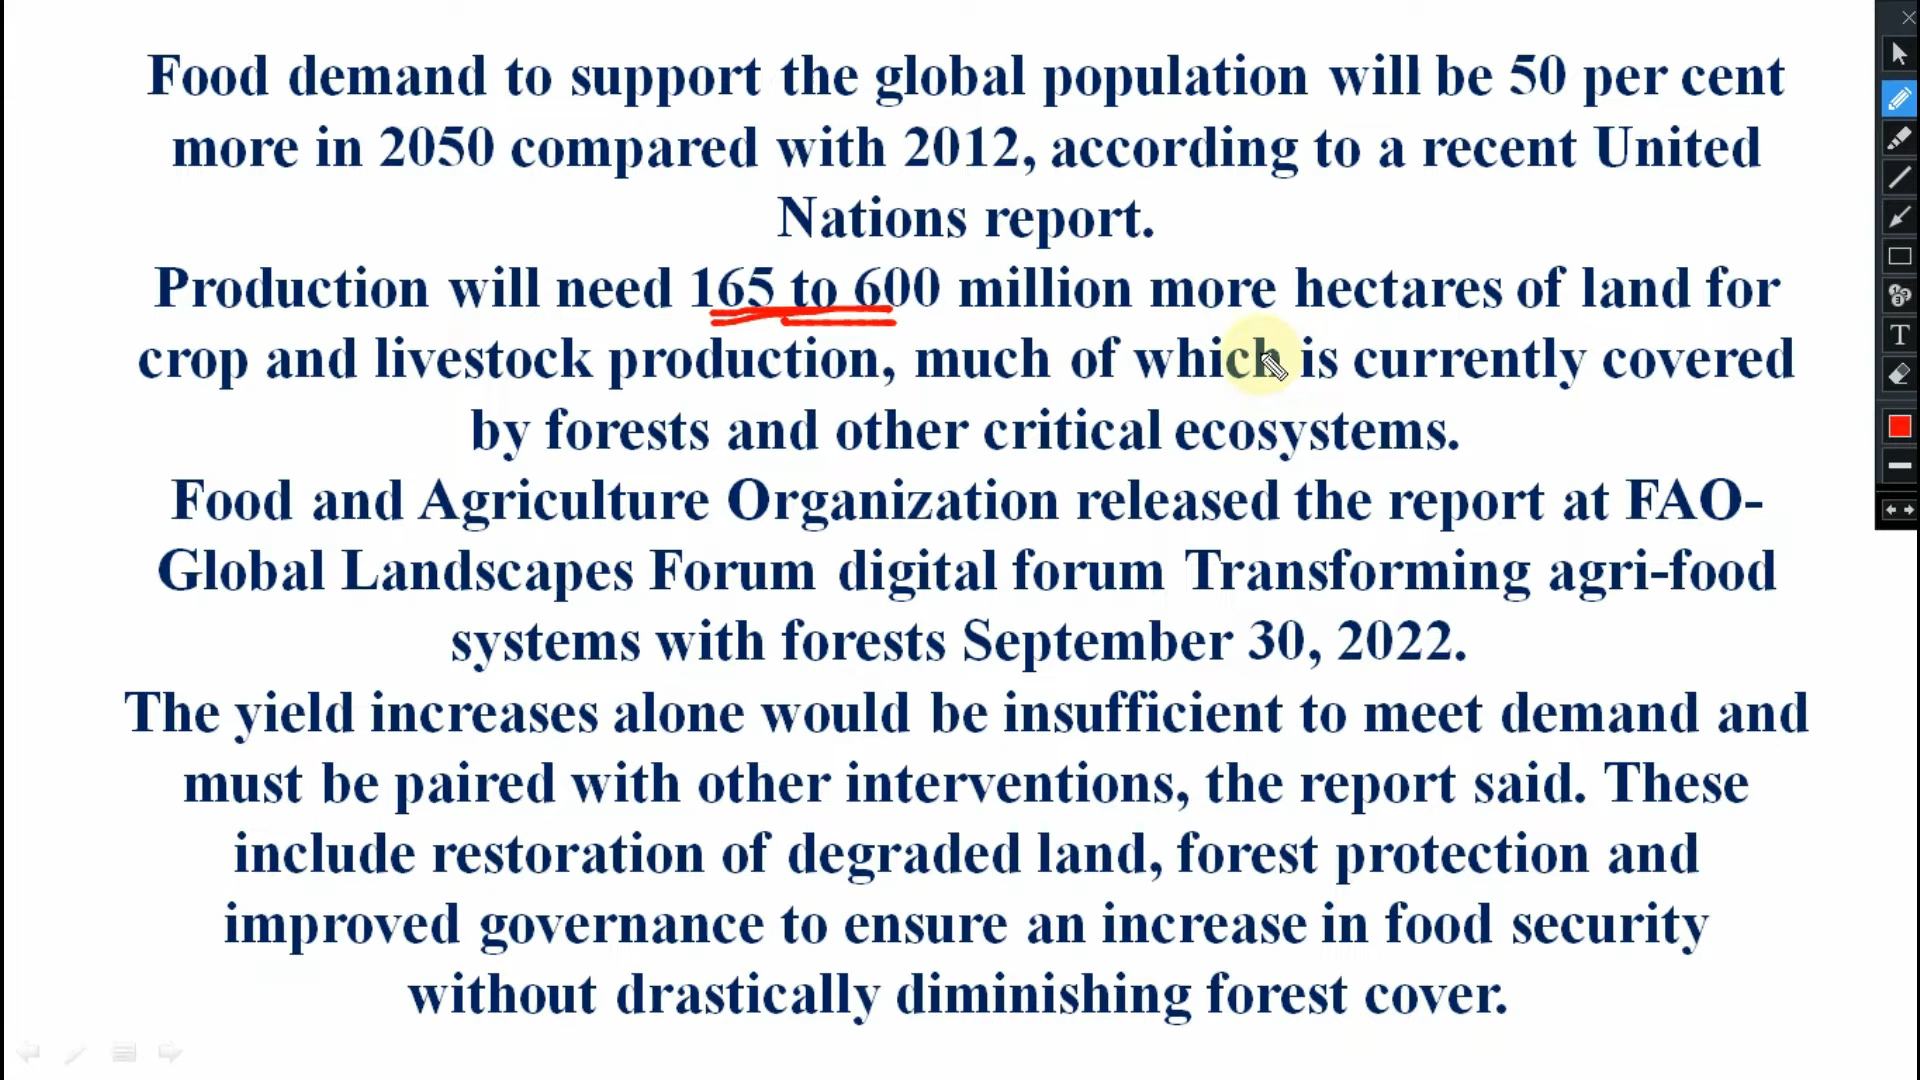 Food demand to support the global population will be 50 per cent
more in 2050 compared with 2012, according to a recent United
Nations report.
Production will need 165 to 600 million more hectares of land for
crop and livestock production, much of which is currently covered
by forests and other critical ecosystems.
Food and Agriculture Organization released the report at FAO-
Global Landscapes Forum digital forum Transforming agri-food
systems with forests September 30, 2022.
The yield increases alone would be insufficient to meet demand and
must be paired with other interventions, the report said. These
include restoration of degraded land, forest protection and
improved governance to ensure an increase in food security
without drastically diminishing forest cover.